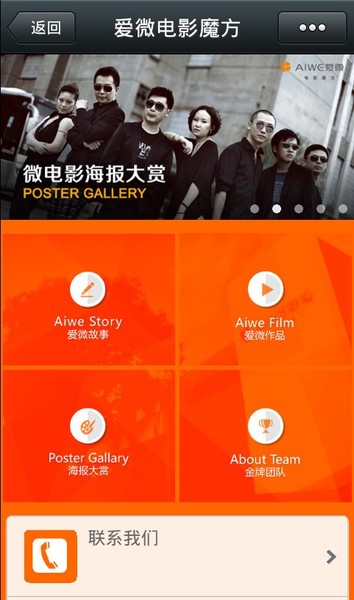 返回
爱微电影魔方
AIWE爱微
电影魔方
微电影海报大赏
POSTER GALLERY
Aiwe Story
爱微故事
Aiwe Film
爱微作品
Poster Gallary
海报大赏
About Team
金牌团队
联系我们